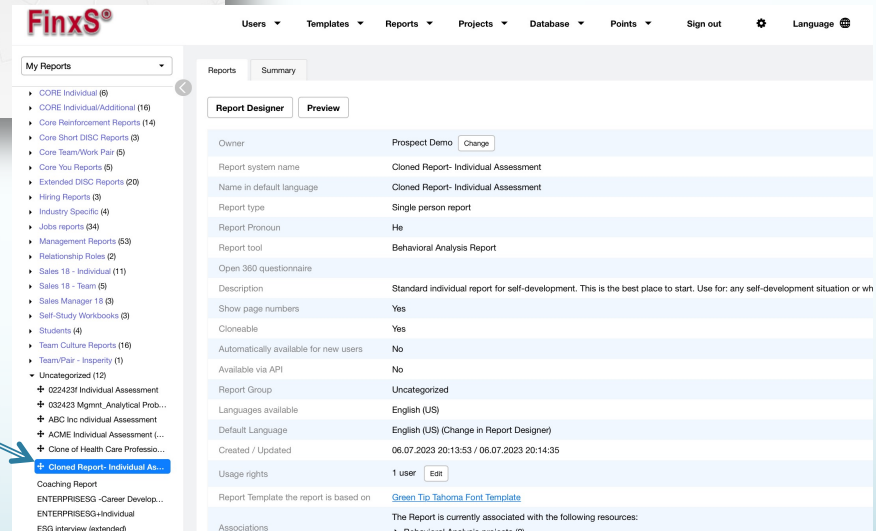 FinxS®
Users
Templates
Reports
Projects
Database
Points
Sign out
Language
My Reports
CORE Individual (6)
CORE Individual/Additional (16)
Core Reinforcement Reports (14)
Core Short DISC Reports (3)
Core Team/Work Pair (5)
Core You Reports (5)
Extended DISC Reports (20)
Hiring Reports (3)
Industry Specific (4)
Jobs reports (34)
Management Reports (53)
Relationship Roles (2)
Sales 18 - Individual (11)
Sales 18 - Team (5)
Sales Manager 18 (3)
Self-Study Workbooks (3)
Students (4)
Team Culture Reports (16)
Team/Pair - Insperity (1)
Uncategorized (12)
022423f Individual Assessment
032423 Mgmnt_Analytical Prob...
ABC Inc ndividual Assessment
ACME Individual Assessment (...
Clone of Health Care Professio...
Cloned Report- Individual As...
Coaching Report
ENTERPRISESG -Career Develop...
ENTERPRISESG+Individual
ESG interview (extended)
Reports
Summary
Report Designer
Preview
Owner Prospect Demo Change
Report system name Cloned Report- Individual Assessment
Name in default language Cloned Report- Individual Assessment
Report type Single person report
Report Pronoun He
Report tool Behavioral Analysis Report
Open 360 questionnaire
Description Standard individual report for self-development. This is the best place to start. Use for: any self-development situation or wh
Show page numbers Yes
Cloneable Yes
Automatically available for new users No
Available via API No
Report Group Uncategorized
Languages available English (US)
Default Language English (US) (Change in Report Designer)
Created / Updated 06.07.2023 20:13:53 / 06.07.2023 20:14:35
Usage rights 1 user Edit
Report Template the report is based on Green Tip Tahoma Font Template
Associations The Report is currently associated with the following resources: